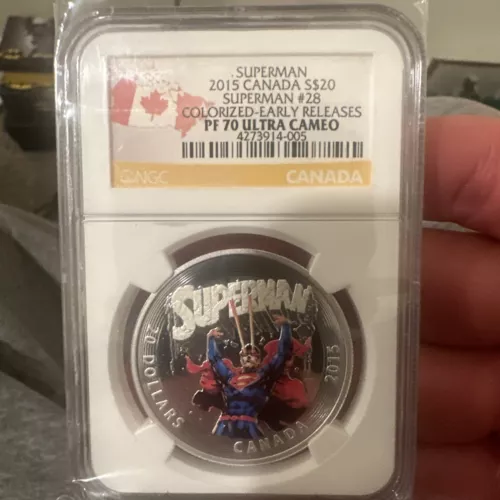 SUPERMAN
2015 CANADA S$20
SUPERMAN #28
COLORIZED-EARLY RELEASES
PF 70 ULTRA CAMEO
4273914-005
NGC
CANADA
SUPERMAN
20 DOLLARS
CANADA
2015